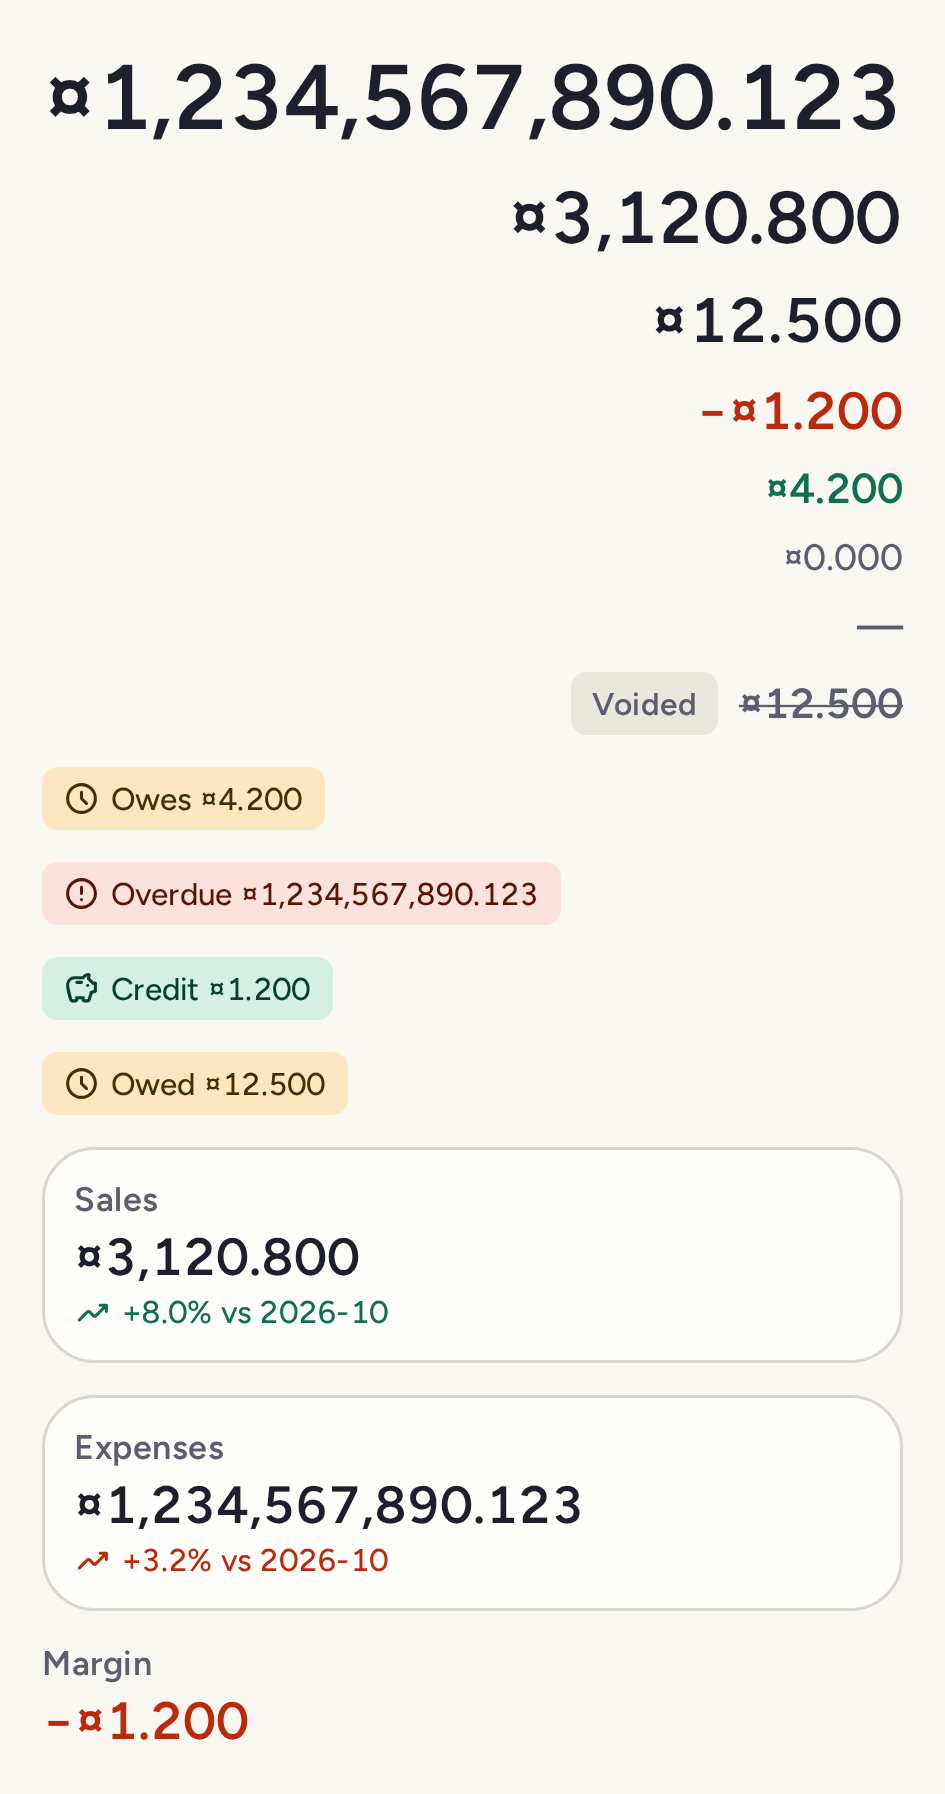 ¤1,234,567,890.123
¤3,120.800
¤12.500
−¤1.200
¤4.200
¤0.000
—
Voided ¤12.500
Owes ¤4.200
Overdue ¤1,234,567,890.123
Credit ¤1.200
Owed ¤12.500
Sales
¤3,120.800
+8.0% vs 2026-10
Expenses
¤1,234,567,890.123
+3.2% vs 2026-10
Margin
−¤1.200